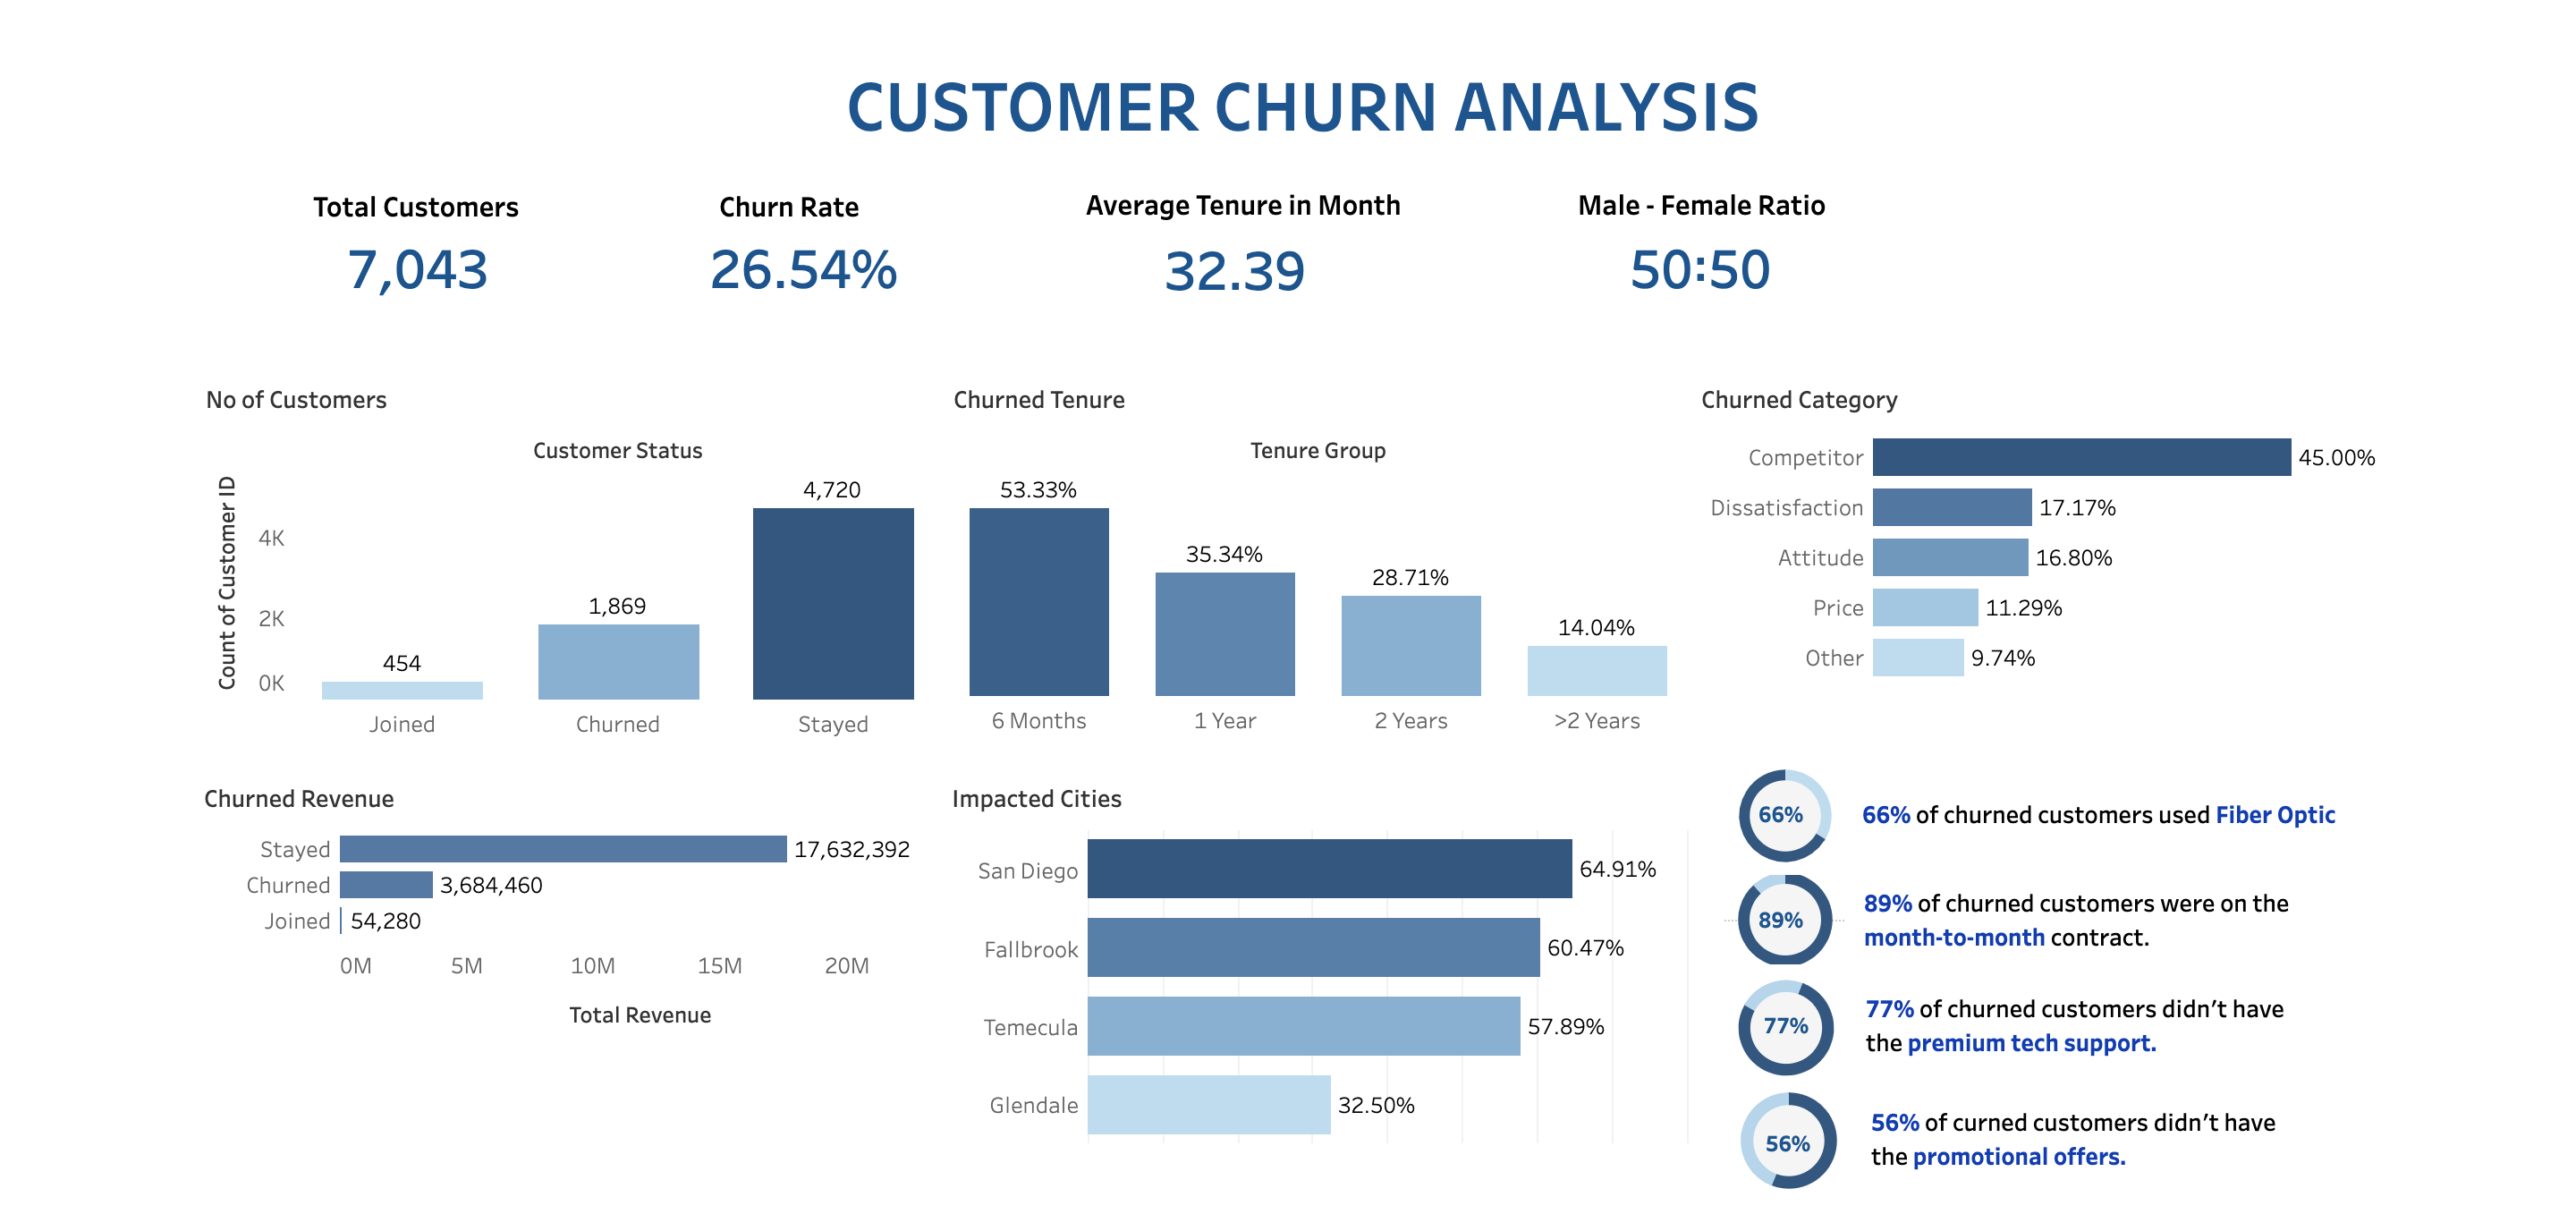 CUSTOMER CHURN ANALYSIS
Total Customers
7,043
Churn Rate
26.54%
Average Tenure in Month
32.39
Male - Female Ratio
50:50
No of Customers
Customer Status
Count of Customer ID
4K
2K
0K
454
1,869
4,720
Joined
Churned
Stayed
Churned Tenure
Tenure Group
53.33%
35.34%
28.71%
14.04%
6 Months
1 Year
2 Years
>2 Years
Churned Category
Competitor 45.00%
Dissatisfaction 17.17%
Attitude 16.80%
Price 11.29%
Other 9.74%
Churned Revenue
Stayed 17,632,392
Churned 3,684,460
Joined 54,280
0M 5M 10M 15M 20M
Total Revenue
Impacted Cities
San Diego 64.91%
Fallbrook 60.47%
Temecula 57.89%
Glendale 32.50%
66%
66% of churned customers used Fiber Optic
89%
89% of churned customers were on the
month-to-month contract.
77%
77% of churned customers didn’t have
the premium tech support.
56%
56% of curned customers didn’t have
the promotional offers.